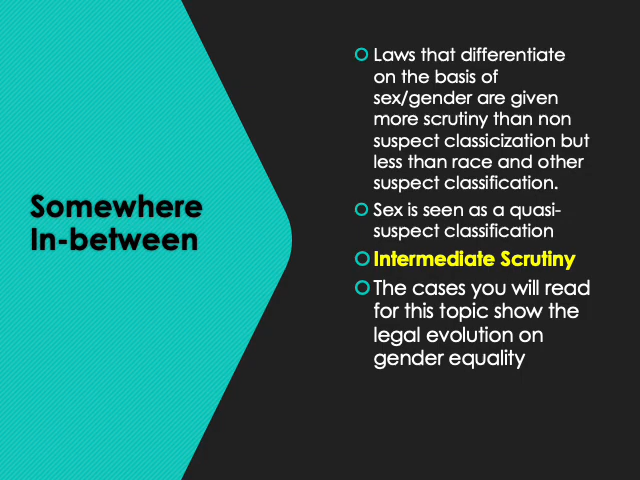 Somewhere
In-between
Laws that differentiate
on the basis of
sex/gender are given
more scrutiny than non
suspect classicization but
less than race and other
suspect classification.
Sex is seen as a quasi-
suspect classification
Intermediate Scrutiny
The cases you will read
for this topic show the
legal evolution on
gender equality